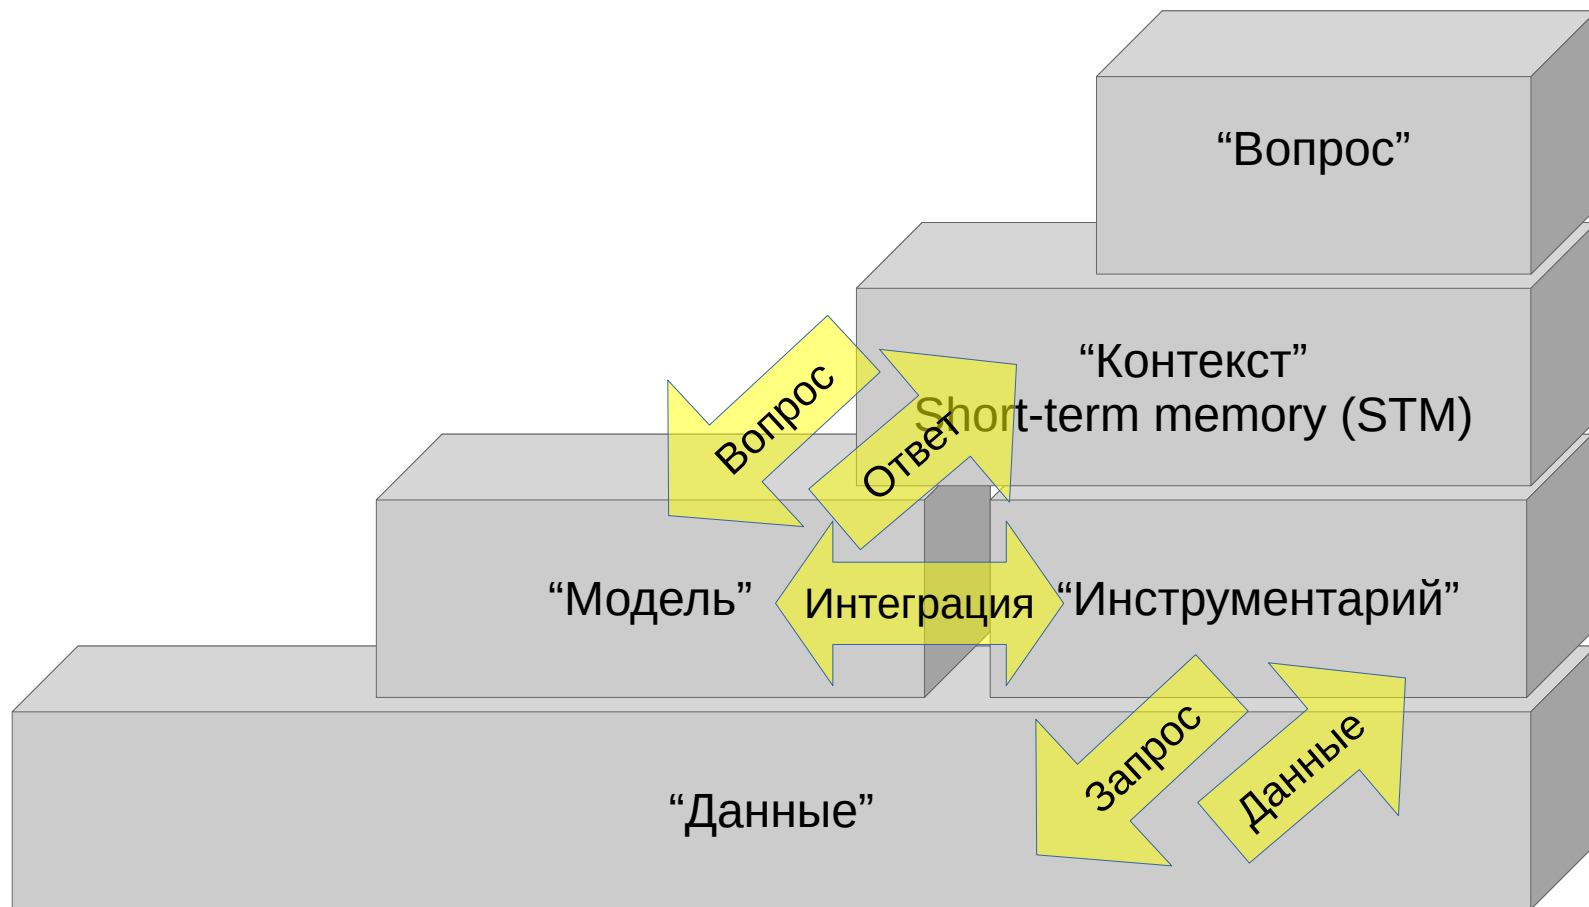 “Вопрос”
“Контекст”
Short-term memory (STM)
Вопрос
Ответ
“Модель”
Интеграция
“Инструментарий”
Запрос
Данные
“Данные”